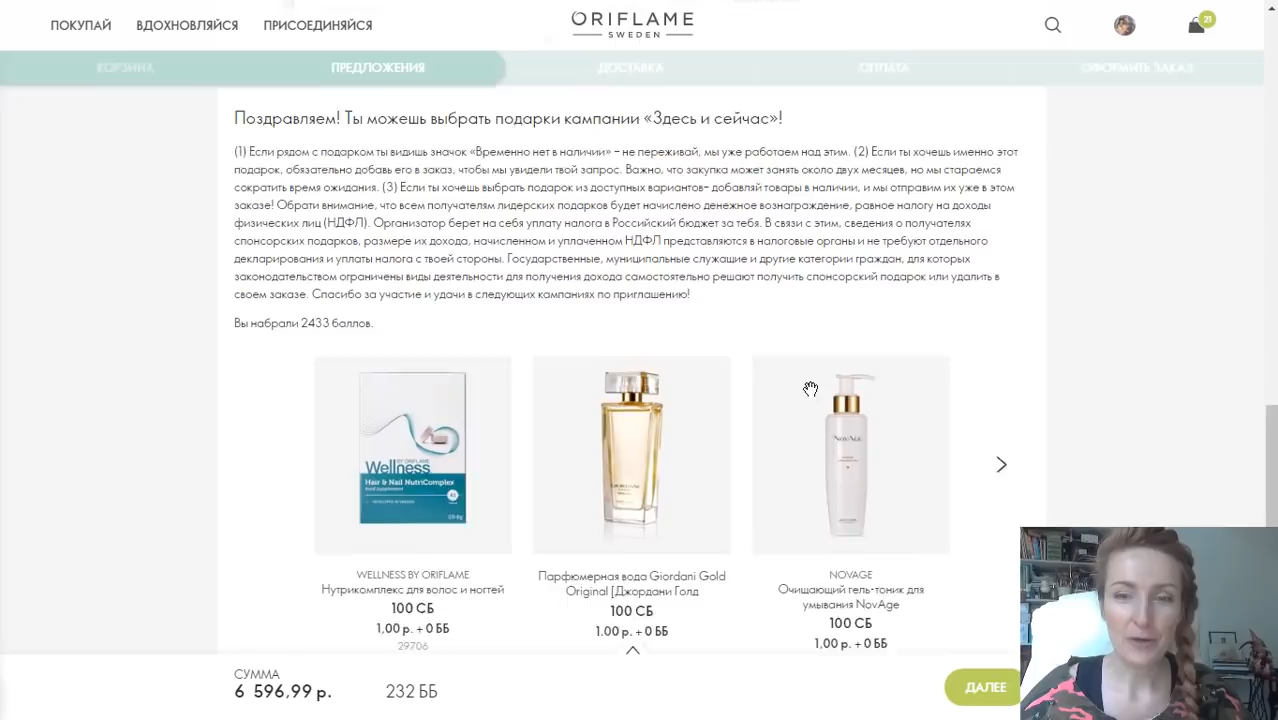 ПОКУПАЙ ВДОХНОВЛЯЙСЯ ПРИСОЕДИНЯЙСЯ
ORIFLAME
SWEDEN
21
КОРЗИНА ПРЕДЛОЖЕНИЯ ДОСТАВКА ОПЛАТА ОФОРМИТЬ ЗАКАЗ
Поздравляем! Ты можешь выбрать подарки кампании «Здесь и сейчас»!
(1) Если рядом с подарком ты видишь значок «Временно нет в наличии» – не переживай, мы уже работаем над этим. (2) Если ты хочешь именно этот
подарок, обязательно добавь его в заказ, чтобы мы увидели твой запрос. Важно, что закупка может занять около двух месяцев, но мы стараемся
сократить время ожидания. (3) Если ты хочешь выбрать подарок из доступных вариантов– добавляй товары в наличии, и мы отправим их уже в этом
заказе! Обрати внимание, что всем получателям лидерских подарков будет начислено денежное вознаграждение, равное налогу на доходы
физических лиц (НДФЛ). Организатор берет на себя уплату налога в Российский бюджет за тебя. В связи с этим, сведения о получателях
спонсорских подарков, размере их дохода, начисленном и уплаченном НДФЛ представляются в налоговые органы и не требуют отдельного
декларирования и уплаты налога с твоей стороны. Государственные, муниципальные служащие и другие категории граждан, для которых
законодательством ограничены виды деятельности для получения дохода самостоятельно решают получить спонсорский подарок или удалить в
своем заказе. Спасибо за участие и удачи в следующих кампаниях по приглашению!
Вы набрали 2433 баллов.
BY ORIFLAME
Wellness
Hair & Nail NutriComplex
NOVAGE
WELLNESS BY ORIFLAME
Нутрикомплекс для волос и ногтей
100 СБ
1,00 р. + 0 ББ
29706
Парфюмерная вода Giordani Gold
Original [Джордани Голд
100 СБ
1,00 р. + 0 ББ
NOVAGE
Очищающий гель-тоник для
умывания NovAge
100 СБ
1,00 р. + 0 ББ
СУММА
6 596,99 р. 232 ББ
ДАЛЕЕ